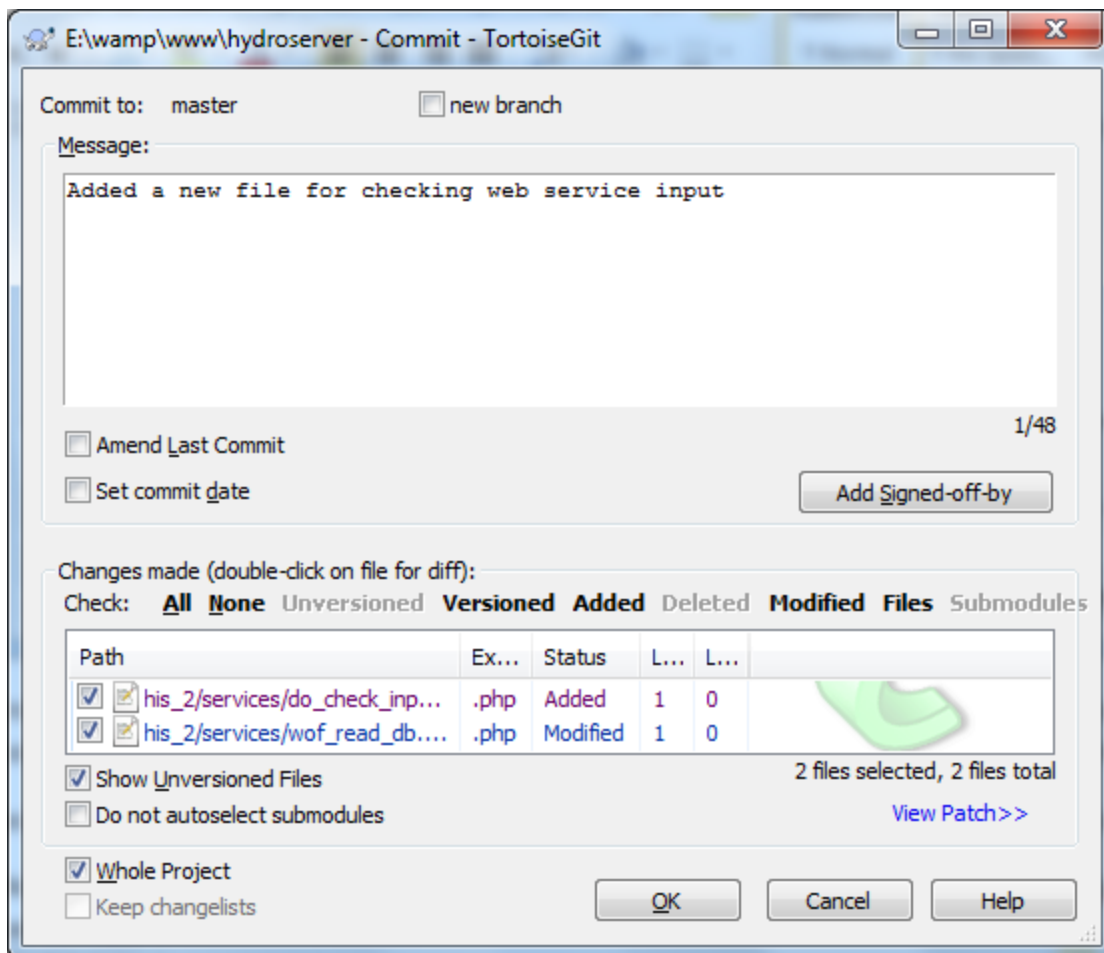 E:\wamp\www\hydroserver - Commit - TortoiseGit
Commit to: master new branch
Message:
Added a new file for checking web service input
1/48
Amend Last Commit
Set commit date
Add Signed-off-by
Changes made (double-click on file for diff):
Check: All None Unversioned Versioned Added Deleted Modified Files Submodules
Path Ex... Status L... L...
his_2/services/do_check_inp... .php Added 1 0
his_2/services/wof_read_db.... .php Modified 1 0
Show Unversioned Files
2 files selected, 2 files total
Do not autoselect submodules
View Patch>>
Whole Project
Keep changelists
OK Cancel Help